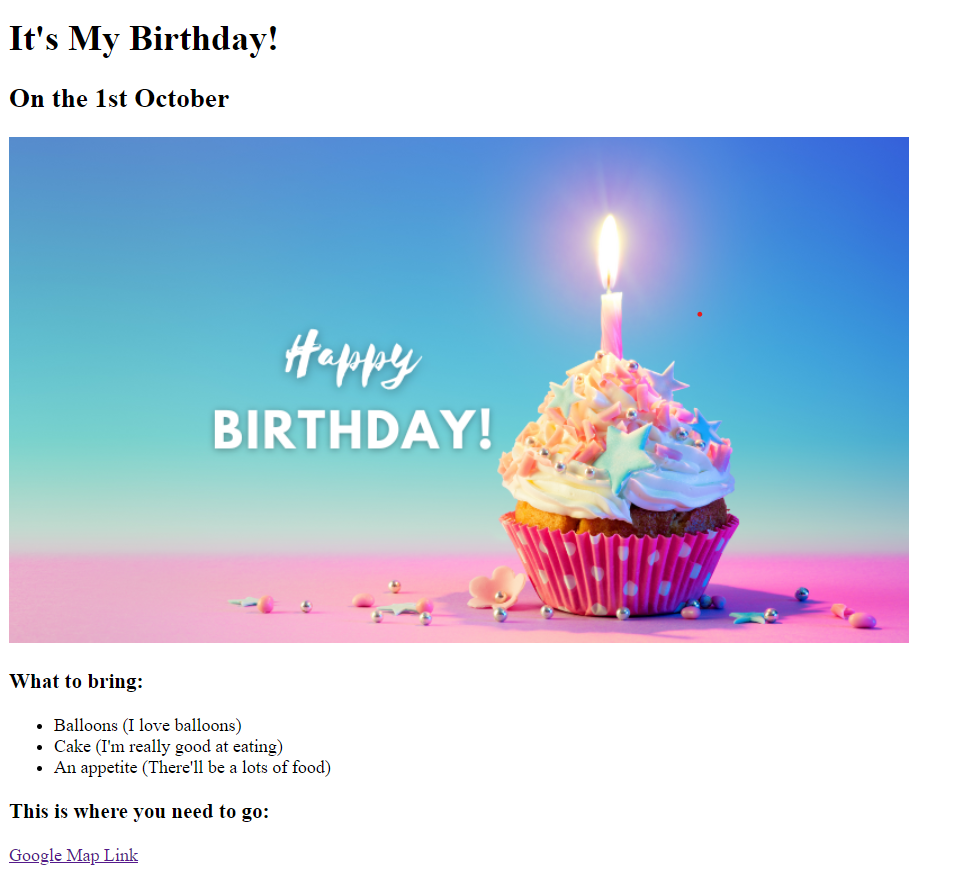 It's My Birthday!
On the 1st October
Happy
BIRTHDAY!
What to bring:
Balloons (I love balloons)
Cake (I'm really good at eating)
An appetite (There'll be a lots of food)
This is where you need to go:
Google Map Link